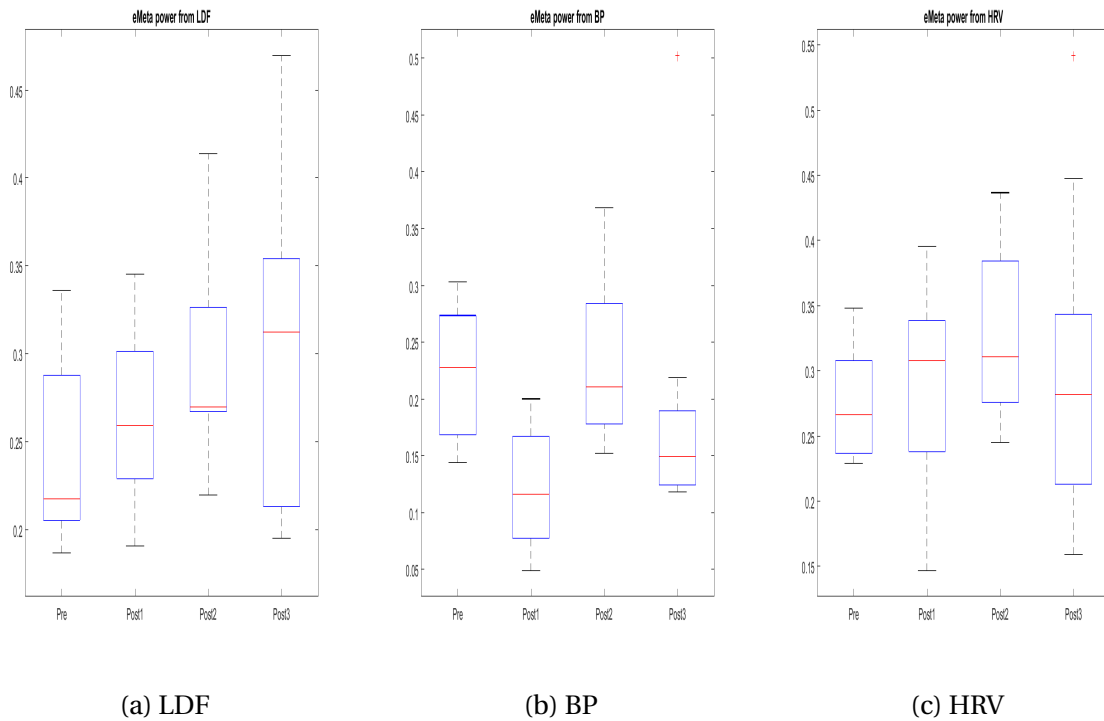 eMeta power from LDF
0.45
0.4
0.35
0.3
0.25
0.2
Pre Post1 Post2 Post3
(a) LDF
eMeta power from BP
0.5
0.45
0.4
0.35
0.3
0.25
0.2
0.15
0.1
0.05
Pre Post1 Post2 Post3
(b) BP
eMeta power from HRV
0.55
0.5
0.45
0.4
0.35
0.3
0.25
0.2
0.15
Pre Post1 Post2 Post3
(c) HRV